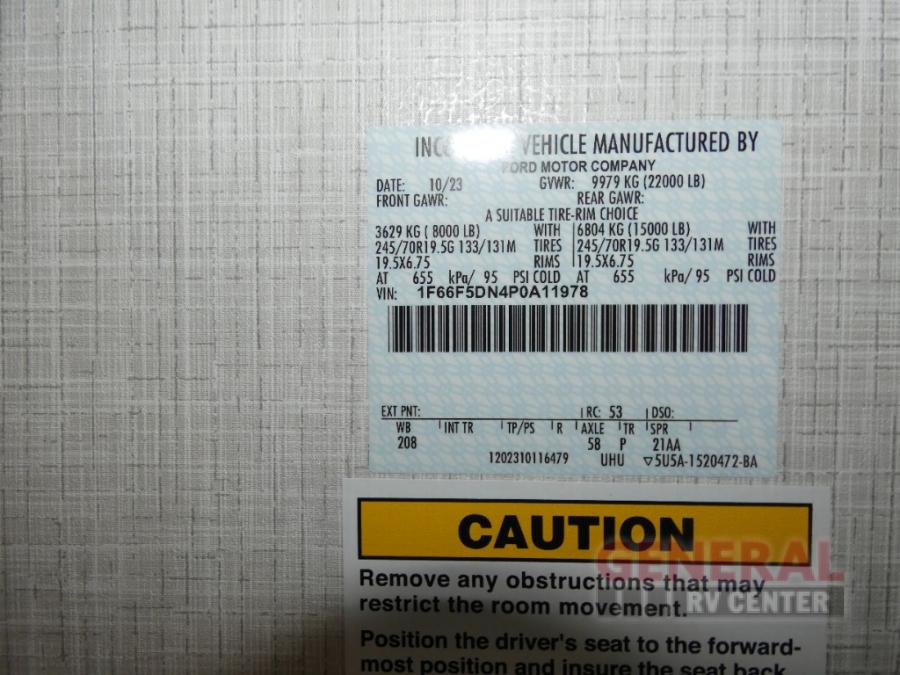 VEHICLE MANUFACTURED BY
FORD MOTOR COMPANY
DATE: 10/23 GVWR: 9979 KG (22000 LB)
FRONT GAWR: REAR GAWR:
A SUITABLE TIRE-RIM CHOICE
3629 KG ( 8000 LB) WITH 6804 KG (15000 LB) WITH
245/70R19.5G 133/131M TIRES 245/70R19.5G 133/131M TIRES
19.5X6.75 RIMS 19.5X6.75 RIMS
AT 655 kPa/ 95 PSI COLD AT 655 kPa/ 95 PSI COLD
VIN: 1F66F5DN4P0A11978
EXT PNT: RC: 53 DSO:
WB INT TR TP/PS R AXLE TR SPR
208 58 P 21AA
1202310116479 UHU ▽5U5A-1520472-BA
CAUTION
GENERAL
RV CENTER
Remove any obstructions that may
restrict the room movement.
Position the driver's seat to the forward-
most position and insure the seat back